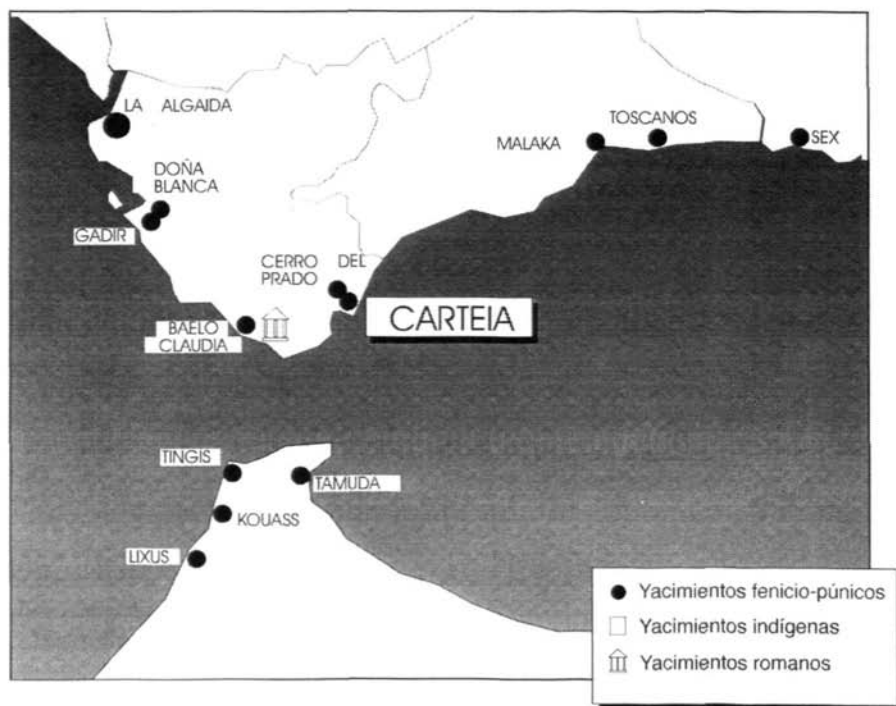 LA ALGAIDA
DOÑA
BLANCA
GADIR
MALAKA
TOSCANOS
SEX
CERRO DEL
PRADO
CARTEIA
BAELO
CLAUDIA
TINGIS
TAMUDA
KOUASS
LIXUS
Yacimientos fenicio-púnicos
Yacimientos indígenas
Yacimientos romanos